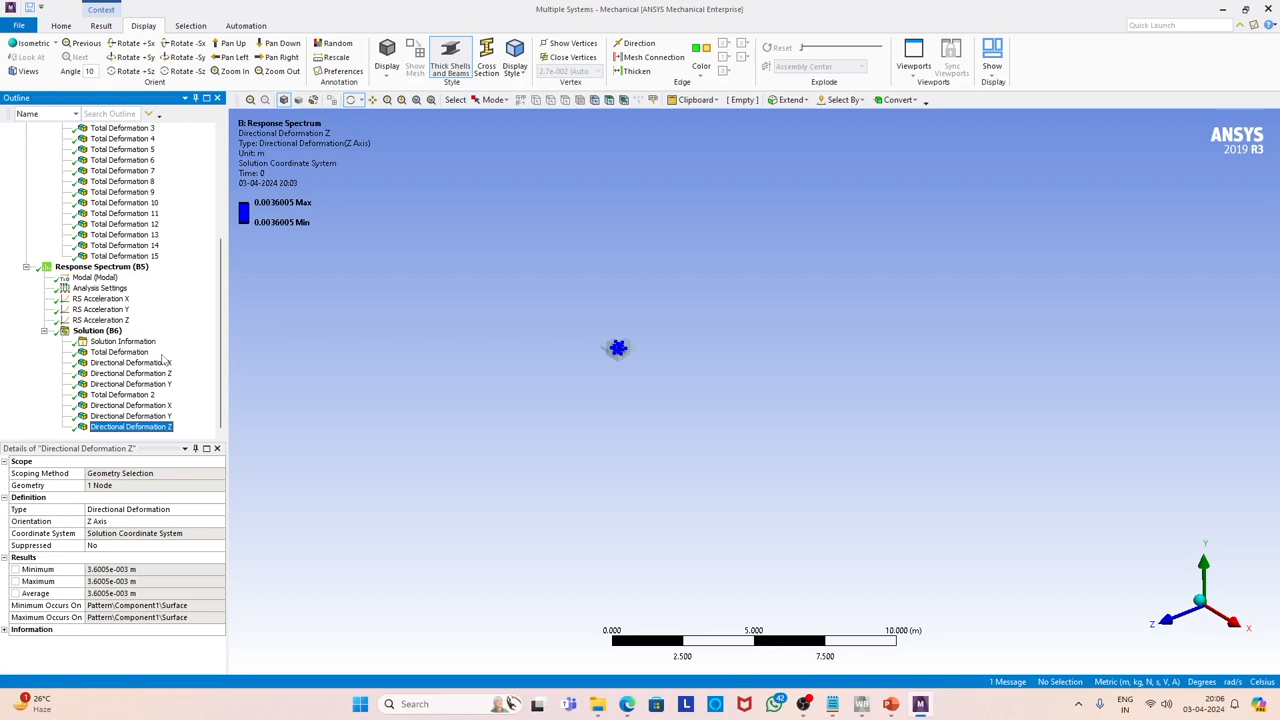 Context
Multiple Systems - Mechanical [ANSYS Mechanical Enterprise]
File Home Result Display Selection Automation
Quick Launch
Isometric Previous Rotate +Sx Rotate -Sx Pan Up Pan Down
Look At Next Rotate +Sy Rotate -Sy Pan Left Pan Right
Views Angle 10 Rotate +Sz Rotate -Sz Zoom In Zoom Out
Orient
Random
Rescale
Preferences
Annotation
Display
Show
Mesh
Thick Shells
and Beams
Cross
Section
Display
Style
Style
Show Vertices
Close Vertices
2.7e-002 (Auto
Vertex
Direction
Mesh Connection
Thicken
Color
Edge
Reset
Assembly Center
Explode
Viewports
Sync
Viewports
Viewports
Show
Display
Outline
Name Search Outline
Select Mode Clipboard [ Empty ] Extend Select By Convert
Total Deformation 3
Total Deformation 4
Total Deformation 5
Total Deformation 6
Total Deformation 7
Total Deformation 8
Total Deformation 9
Total Deformation 10
Total Deformation 11
Total Deformation 12
Total Deformation 13
Total Deformation 14
Total Deformation 15
Response Spectrum (B5)
Modal (Modal)
Analysis Settings
RS Acceleration X
RS Acceleration Y
RS Acceleration Z
Solution (B6)
Solution Information
Total Deformation
Directional Deformation X
Directional Deformation Z
Directional Deformation Y
Total Deformation 2
Directional Deformation X
Directional Deformation Y
Directional Deformation Z
Details of "Directional Deformation Z"
Scope
Scoping Method Geometry Selection
Geometry 1 Node
Definition
Type Directional Deformation
Orientation Z Axis
Coordinate System Solution Coordinate System
Suppressed No
Results
Minimum 3.6005e-003 m
Maximum 3.6005e-003 m
Average 3.6005e-003 m
Minimum Occurs On Pattern\Component1\Surface
Maximum Occurs On Pattern\Component1\Surface
Information
B: Response Spectrum
Directional Deformation Z
Type: Directional Deformation(Z Axis)
Unit: m
Solution Coordinate System
Time: 0
03-04-2024 20:03
0.0036005 Max
0.0036005 Min
ANSYS
2019 R3
Y
Z
X
0.000 5.000 10.000 (m)
2.500 7.500
1 Message No Selection Metric (m, kg, N, s, V, A) Degrees rad/s Celsius
1
26°C
Haze
Search
L
42
WB
M
ENG
IN
20:06
03-04-2024